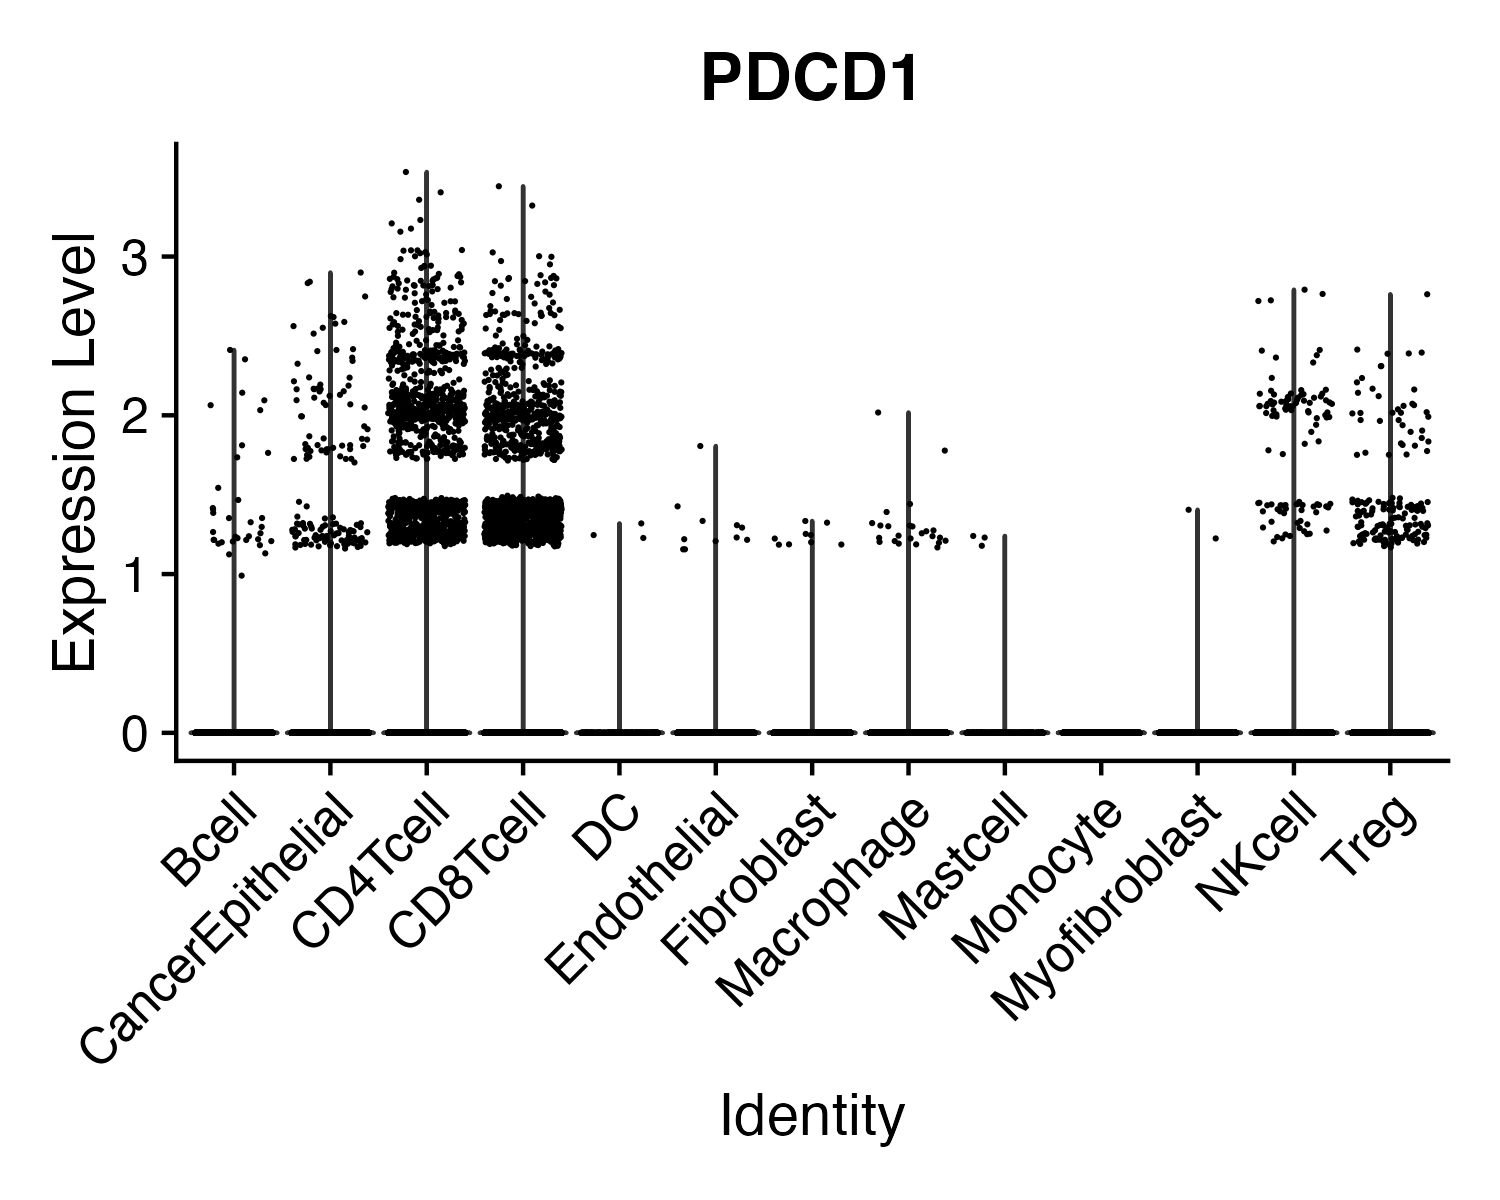 PDCD1
Expression Level
3
2
1
0
Bcell
CancerEpithelial
CD4Tcell
CD8Tcell
DC
Endothelial
Fibroblast
Macrophage
Mastcell
Monocyte
Myofibroblast
NKcell
Treg
Identity